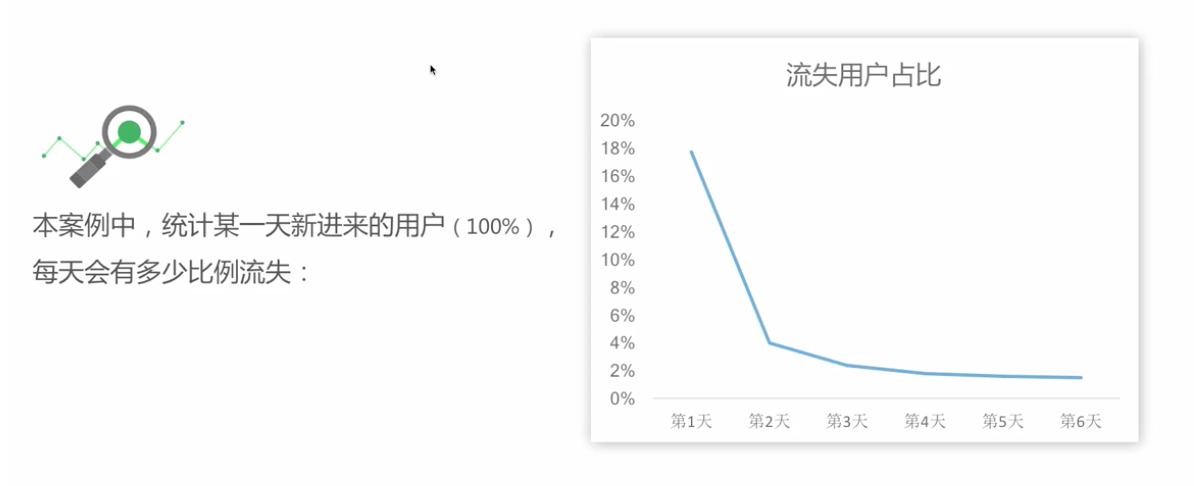 本案例中，统计某一天新进来的用户（100%），
每天会有多少比例流失：
流失用户占比
20%
18%
16%
14%
12%
10%
8%
6%
4%
2%
0%
第1天 第2天 第3天 第4天 第5天 第6天